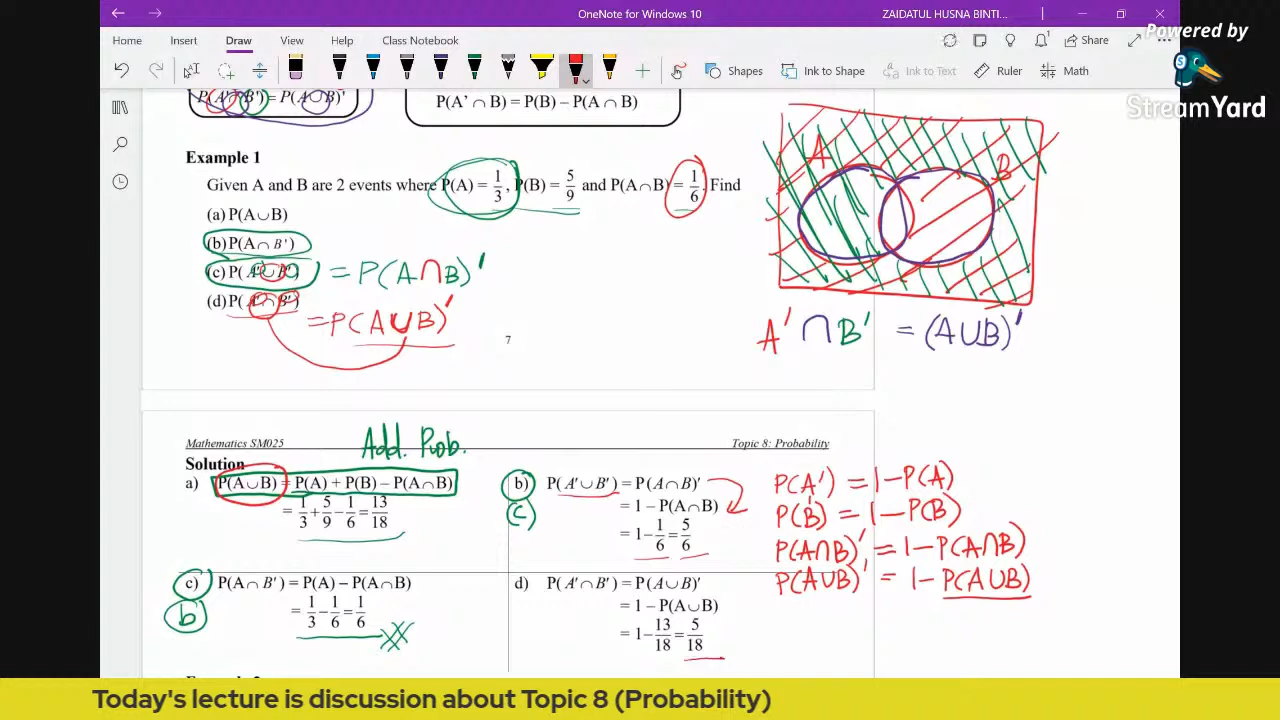 OneNote for Windows 10
ZAIDATUL HUSNA BINTI...
Powered by
StreamYard
Home Insert Draw View Help Class Notebook
Share
Shapes Ink to Shape Ink to Text Ruler Math
P(A' ∩ B') = P(A ∪ B)'
P(A' ∩ B) = P(B) – P(A ∩ B)
Example 1
Given A and B are 2 events where P(A) = 1/3, P(B) = 5/9 and P(A∩B) = 1/6. Find
(a) P(A∪B)
(b) P(A∩ B')
(c) P( A'∪ B') = P(A∩B)'
(d) P( A'∩ B')
= P(A∪B)'
7
A
B
A' ∩ B' = (A∪B)'
Mathematics SM025
Add. Prob.
Topic 8: Probability
Solution
a) P(A∪B) = P(A) + P(B) – P(A∩B)
= 1/3 + 5/9 – 1/6 = 13/18
b) P( A'∪ B') = P( A∩ B)'
(c)
= 1 – P(A∩B)
= 1 – 1/6 = 5/6
c) P(A∩ B') = P(A) – P(A∩B)
b
= 1/3 – 1/6 = 1/6
d) P( A'∩ B') = P( A∪ B)'
= 1 – P(A∪B)
= 1 – 13/18 = 5/18
P(A') = 1–P(A)
P(B') = 1–P(B)
P(A∩B)' = 1–P(A∩B)
P(A∪B)' = 1– P(A∪B)
Today's lecture is discussion about Topic 8 (Probability)